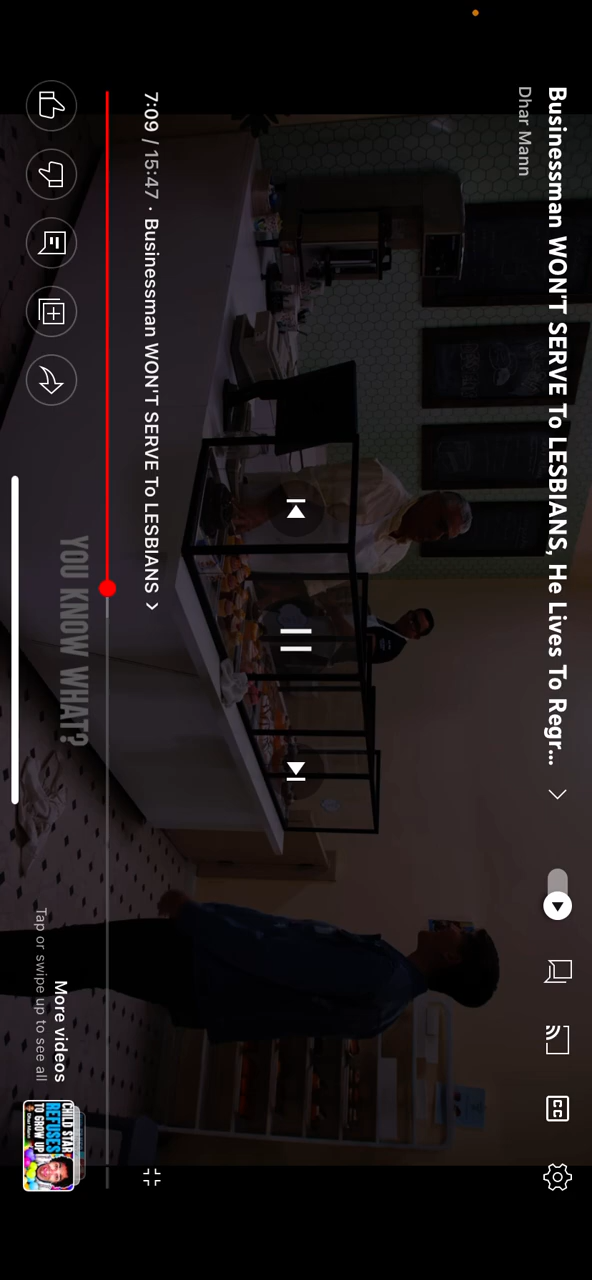 Businessman WON'T SERVE To LESBIANS, He Lives To Regr...
Dhar Mann
CC
7:09 / 15:47 · Businessman WON'T SERVE To LESBIANS
YOU KNOW WHAT?
More videos
Tap or swipe up to see all
CHILD STAR
REFUSES
TO GROW UP